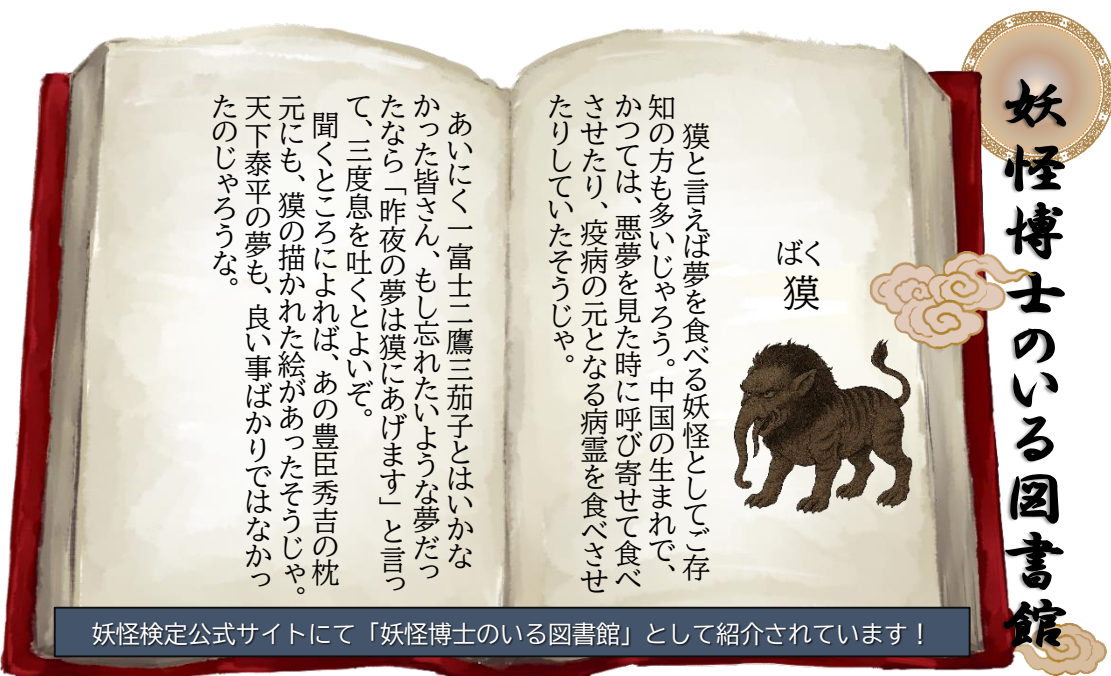 妖怪博士のいる図書館
ばく
獏
獏と言えば夢を食べる妖怪としてご存
知の方も多いじゃろう。中国の生まれで、
かつては、悪夢を見た時に呼び寄せて食べ
させたり、疫病の元となる病霊を食べさせ
たりしていたそうじゃ。
あいにく一富士二鷹三茄子とはいかな
かった皆さん、もし忘れたいような夢だっ
たなら「昨夜の夢は獏にあげます」と言っ
て、三度息を吐くとよいぞ。
聞くところによれば、あの豊臣秀吉の枕
元にも、獏の描かれた絵があったそうじゃ。
天下泰平の夢も、良い事ばかりではなかっ
たのじゃろうな。
妖怪検定公式サイトにて「妖怪博士のいる図書館」として紹介されています！